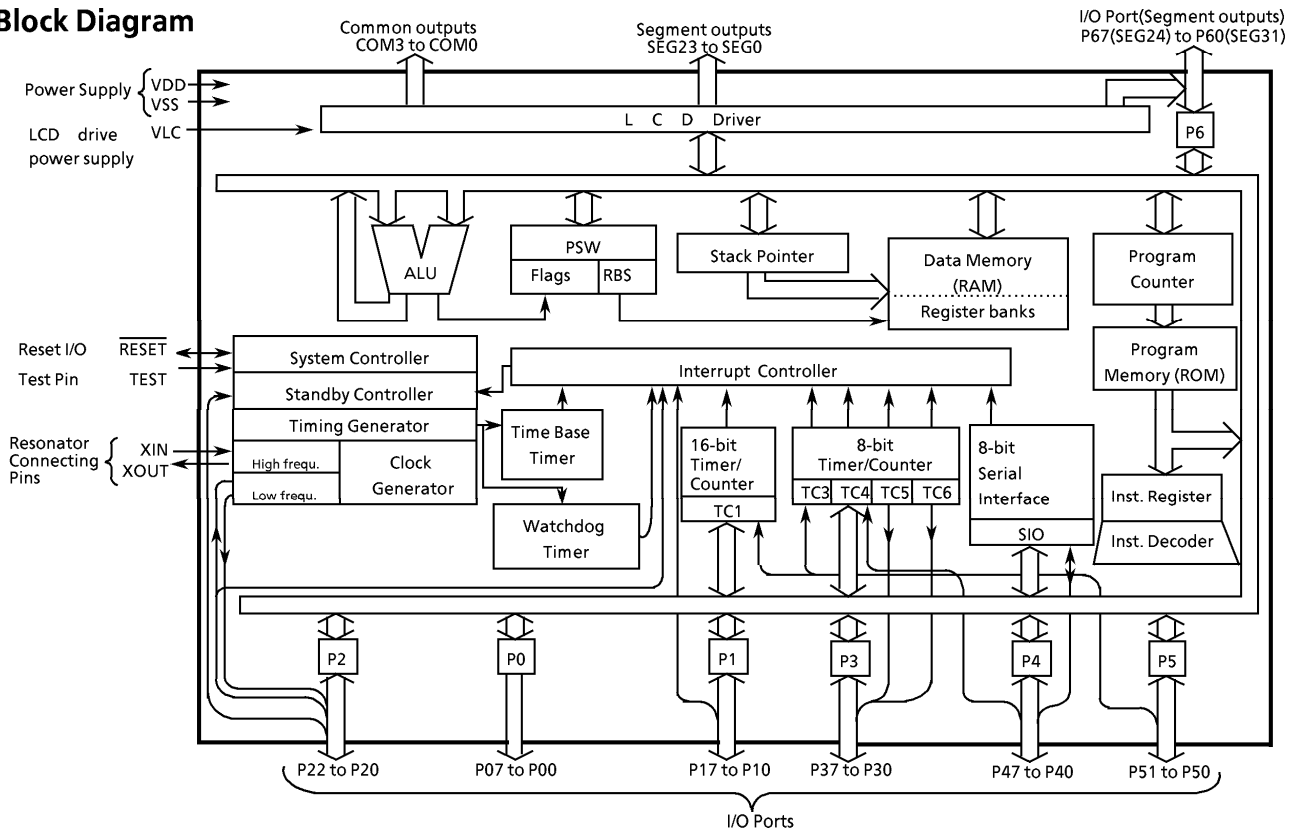 Block Diagram
Common outputs
COM3 to COM0
Segment outputs
SEG23 to SEG0
I/O Port(Segment outputs)
P67(SEG24) to P60(SEG31)
Power Supply
VDD
VSS
LCD drive
power supply
VLC
L C D Driver
P6
ALU
PSW
Flags
RBS
Stack Pointer
Data Memory
(RAM)
Register banks
Program
Counter
Program
Memory (ROM)
Reset I/O
RESET
Test Pin
TEST
System Controller
Standby Controller
Timing Generator
High frequ.
Low frequ.
Clock
Generator
Resonator
Connecting
Pins
XIN
XOUT
Interrupt Controller
Time Base
Timer
Watchdog
Timer
16-bit
Timer/
Counter
TC1
8-bit
Timer/Counter
TC3
TC4
TC5
TC6
8-bit
Serial
Interface
SIO
Inst. Register
Inst. Decoder
P2
P0
P1
P3
P4
P5
P22 to P20
P07 to P00
P17 to P10
P37 to P30
P47 to P40
P51 to P50
I/O Ports